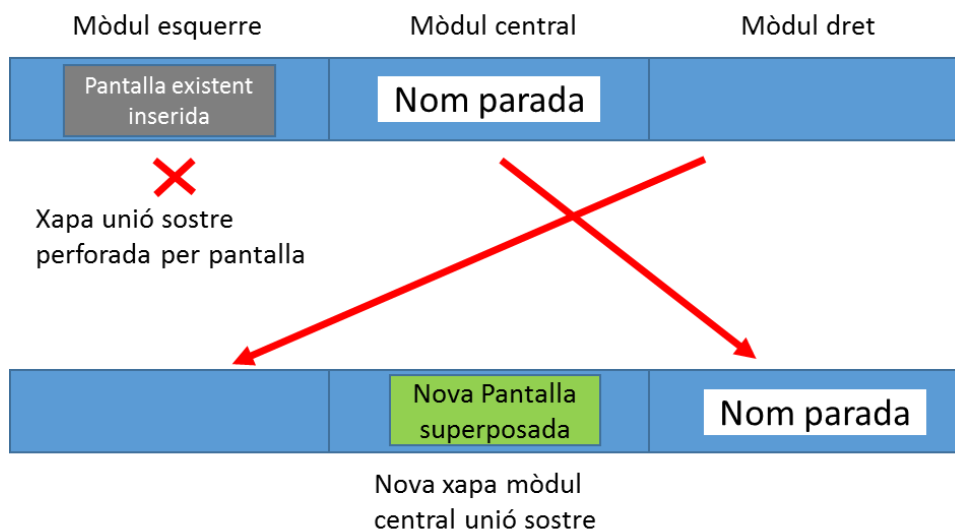 Mòdul esquerre
Mòdul central
Mòdul dret
Pantalla existent
inserida
Nom parada
Xapa unió sostre
perforada per pantalla
Nova Pantalla
superposada
Nom parada
Nova xapa mòdul
central unió sostre